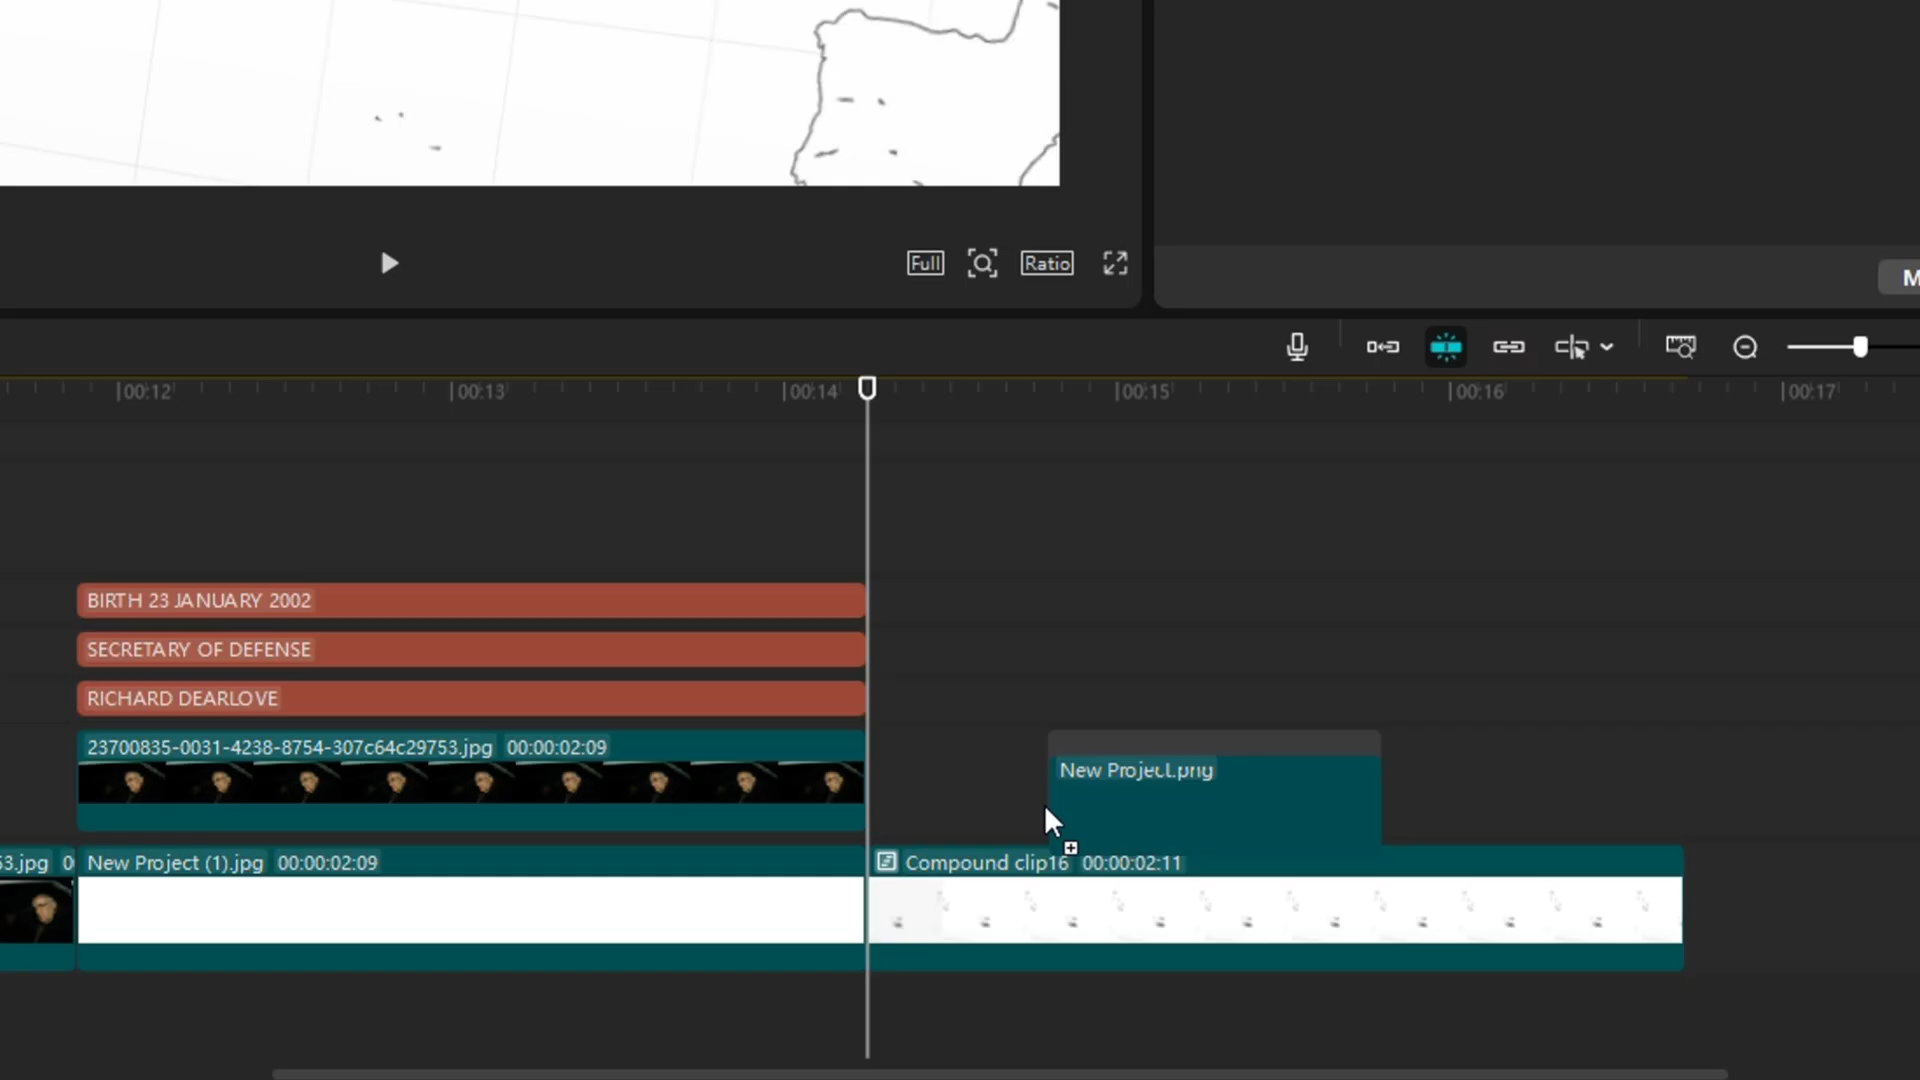 Full
Ratio
M
00:12
00:13
00:14
00:15
00:16
00:17
BIRTH 23 JANUARY 2002
SECRETARY OF DEFENSE
RICHARD DEARLOVE
23700835-0031-4238-8754-307c64c29753.jpg 00:00:02:09
New Project.png
53.jpg 0
New Project (1).jpg 00:00:02:09
Compound clip16 00:00:02:11